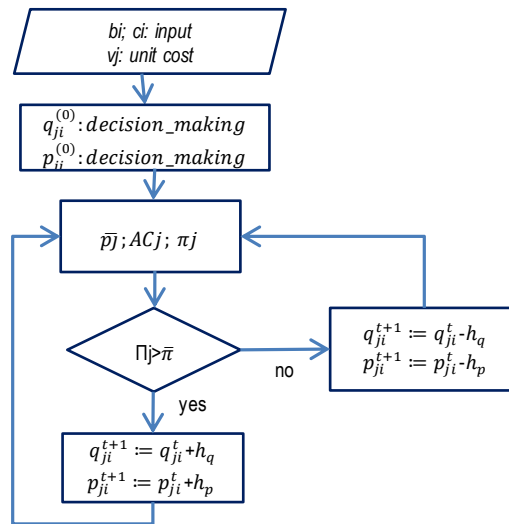 bi; ci: input
vj: unit cost
q_{ji}^{(0)}: decision_making
p_{ji}^{(0)}: decision_making
p̄j; ACj; πj
Πj>π̄
no
yes
q_{ji}^{t+1} := q_{ji}^{t}-h_q
p_{ji}^{t+1} := p_{ji}^{t}-h_p
q_{ji}^{t+1} := q_{ji}^{t}+h_q
p_{ji}^{t+1} := p_{ji}^{t}+h_p